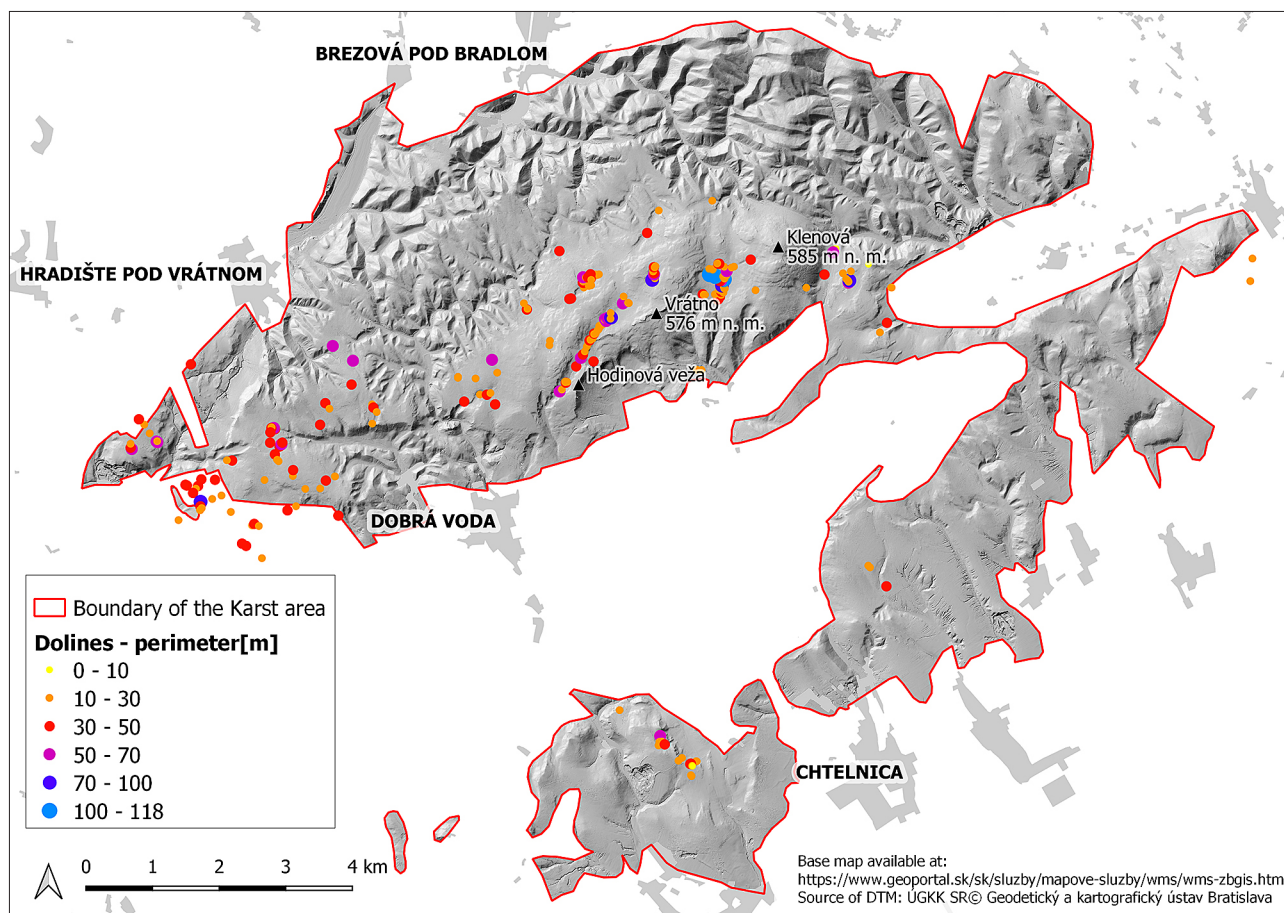 BREZOVÁ POD BRADLOM
Klenová
585 m n. m.
HRADIŠTE POD VRÁTNOM
Vrátno
576 m n. m.
Hodinová veža
DOBRÁ VODA
Boundary of the Karst area
Dolines - perimeter[m]
0 - 10
10 - 30
30 - 50
50 - 70
70 - 100
100 - 118
CHTELNICA
0 1 2 3 4 km
Base map available at:
https://www.geoportal.sk/sk/sluzby/mapove-sluzby/wms/wms-zbgis.htm
Source of DTM: ÚGKK SR© Geodetický a kartografický ústav Bratislava